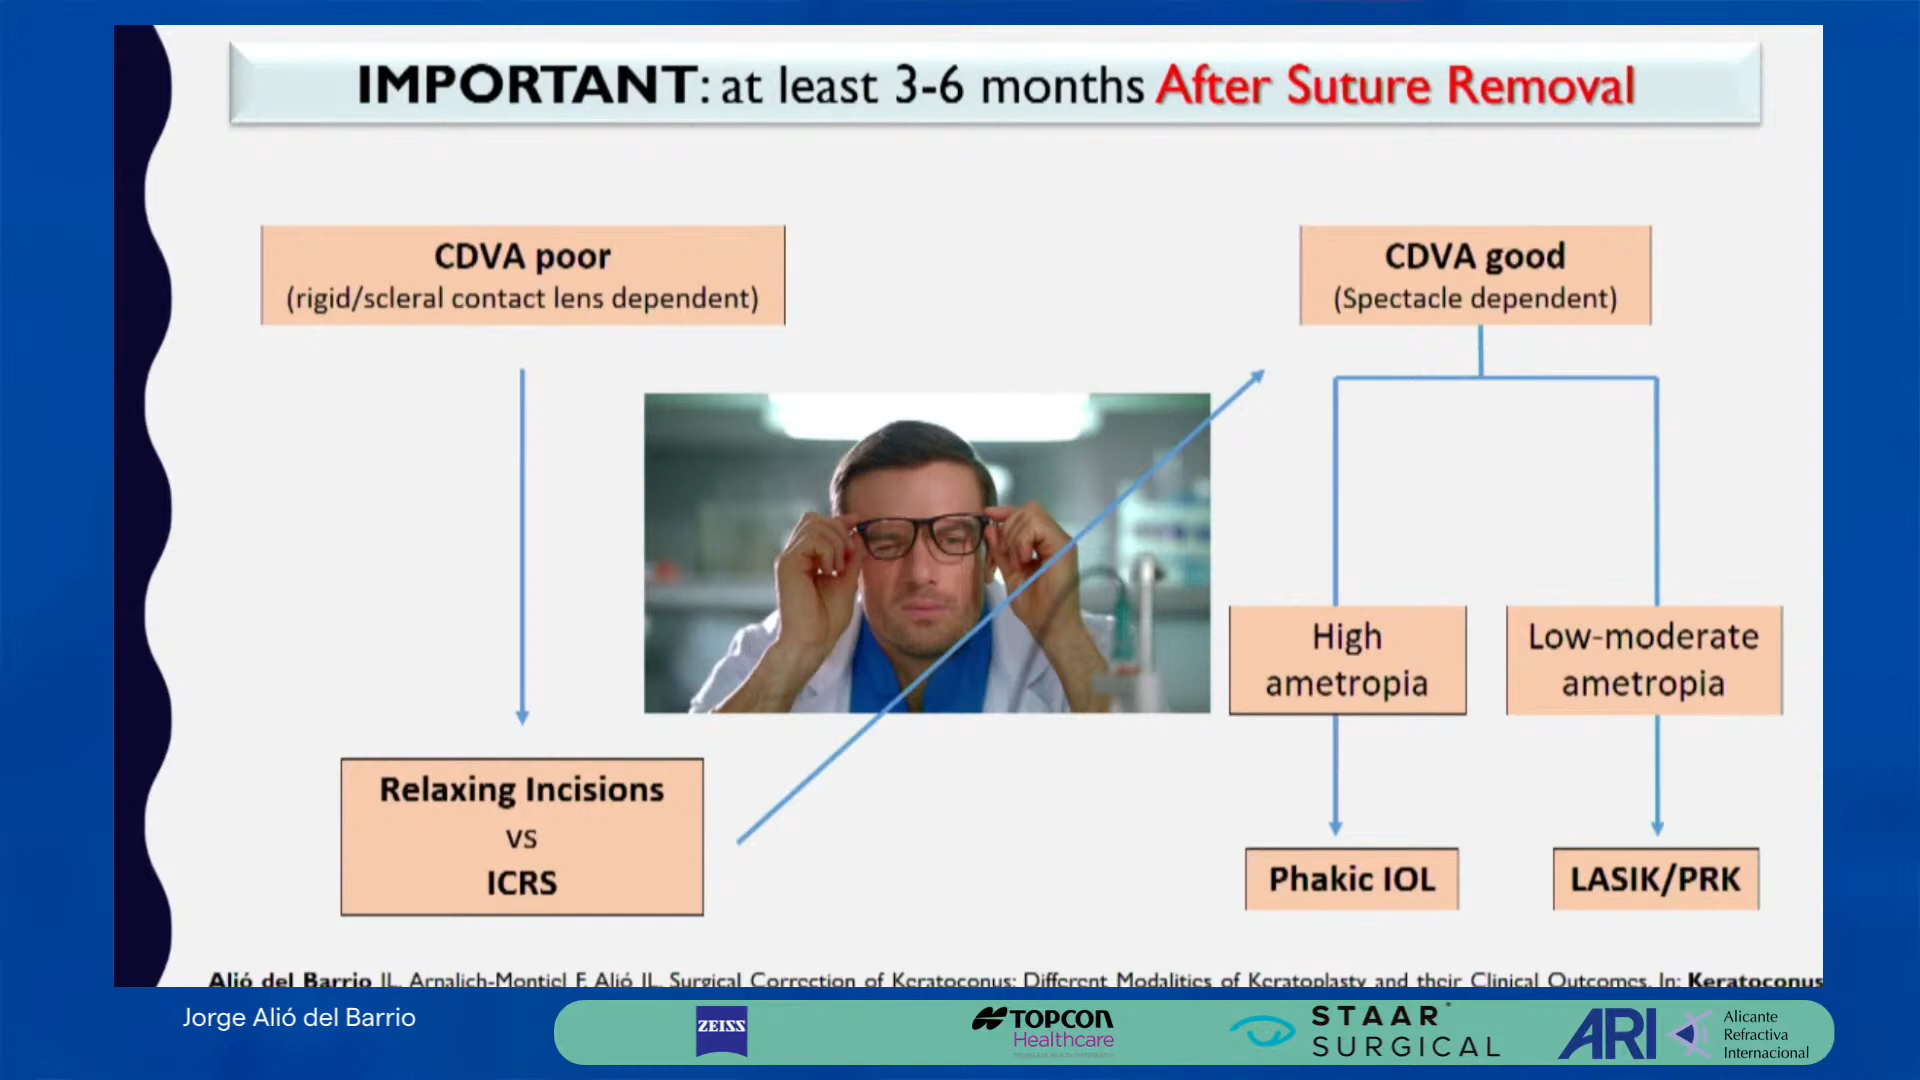 IMPORTANT: at least 3-6 months After Suture Removal
CDVA poor
(rigid/scleral contact lens dependent)
CDVA good
(Spectacle dependent)
High
ametropia
Low-moderate
ametropia
Relaxing Incisions
vs
ICRS
Phakic IOL
LASIK/PRK
Alió del Barrio JL, Arnalich-Montiel F, Alió JL. Surgical Correction of Keratoconus: Different Modalities of Keratoplasty and their Clinical Outcomes. In: Keratoconus
Jorge Alió del Barrio
ZEISS
TOPCON
Healthcare
STAAR
SURGICAL
ARI
Alicante
Refractiva
Internacional